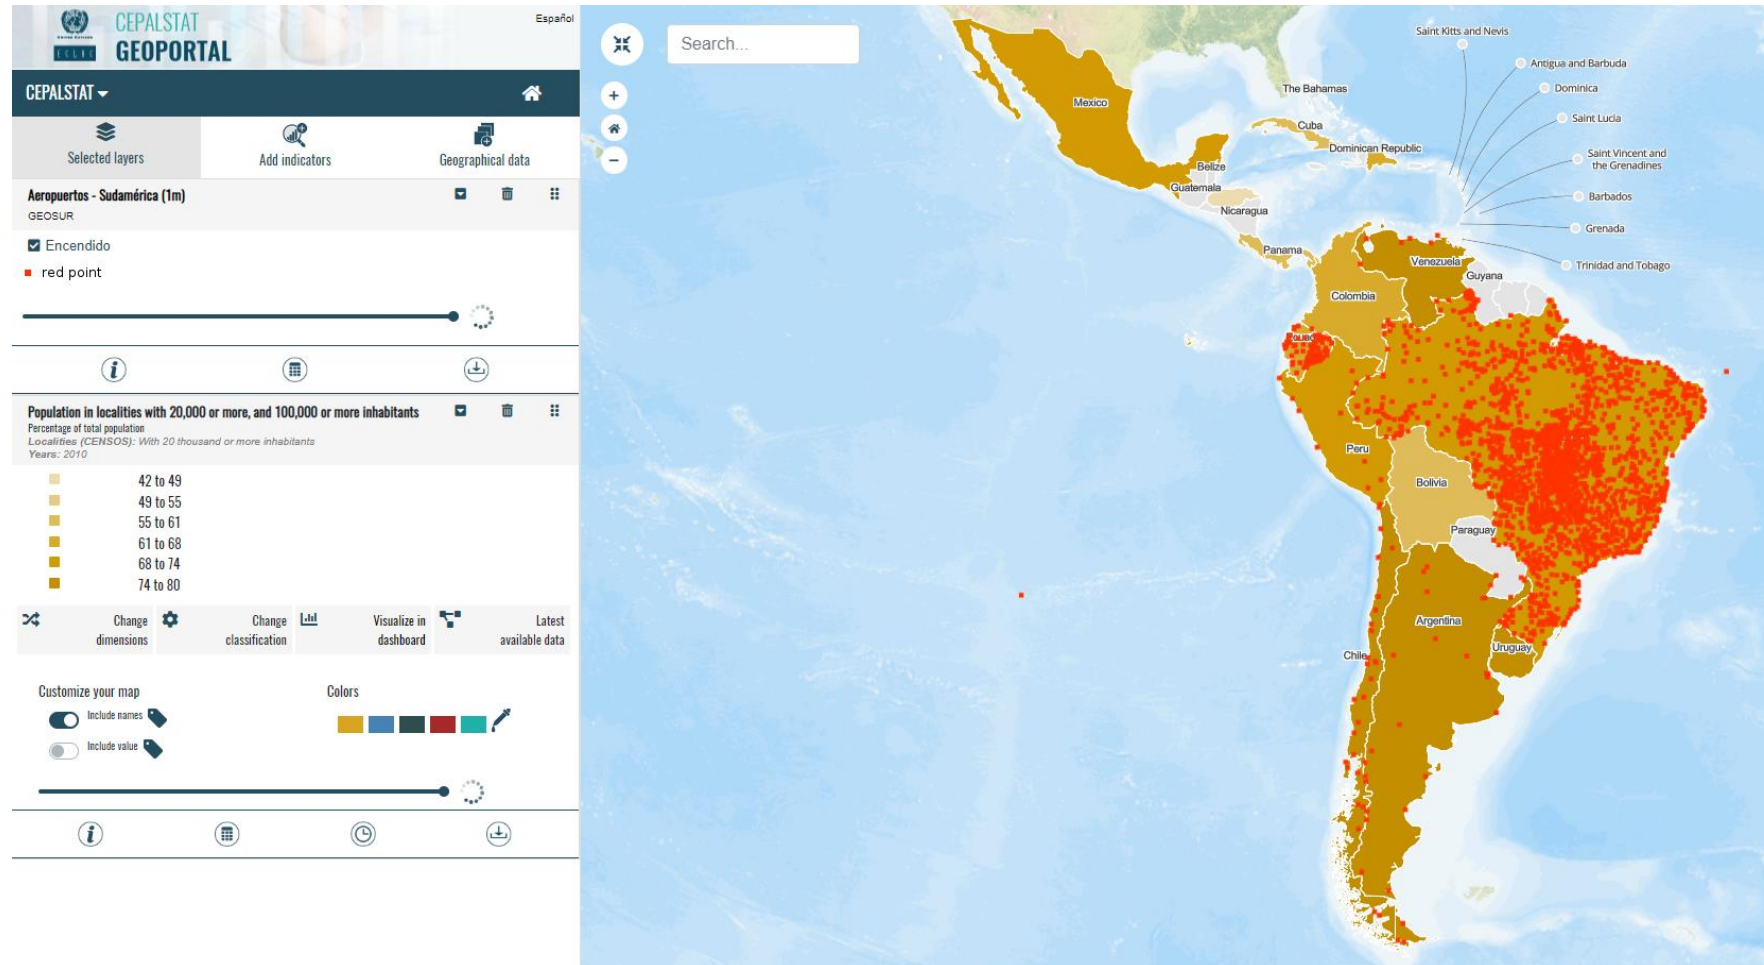 CEPALSTAT
GEOPORTAL
Español
ECLAC
CEPALSTAT
Selected layers
Add indicators
Geographical data
Aeropuertos - Sudamérica (1m)
GEOSUR
Encendido
red point
Population in localities with 20,000 or more, and 100,000 or more inhabitants
Percentage of total population
Localities (CENSOS): With 20 thousand or more inhabitants
Years: 2010
42 to 49
49 to 55
55 to 61
61 to 68
68 to 74
74 to 80
Change
dimensions
Change
classification
Visualize in
dashboard
Latest
available data
Customize your map
Colors
Include names
Include value
Search...
+
−
Saint Kitts and Nevis
Antigua and Barbuda
The Bahamas
Dominica
Mexico
Saint Lucia
Cuba
Dominican Republic
Saint Vincent and
the Grenadines
Belize
Guatemala
Barbados
Nicaragua
Grenada
Panama
Venezuela
Trinidad and Tobago
Guyana
Colombia
Peru
Bolivia
Paraguay
Argentina
Uruguay
Chile